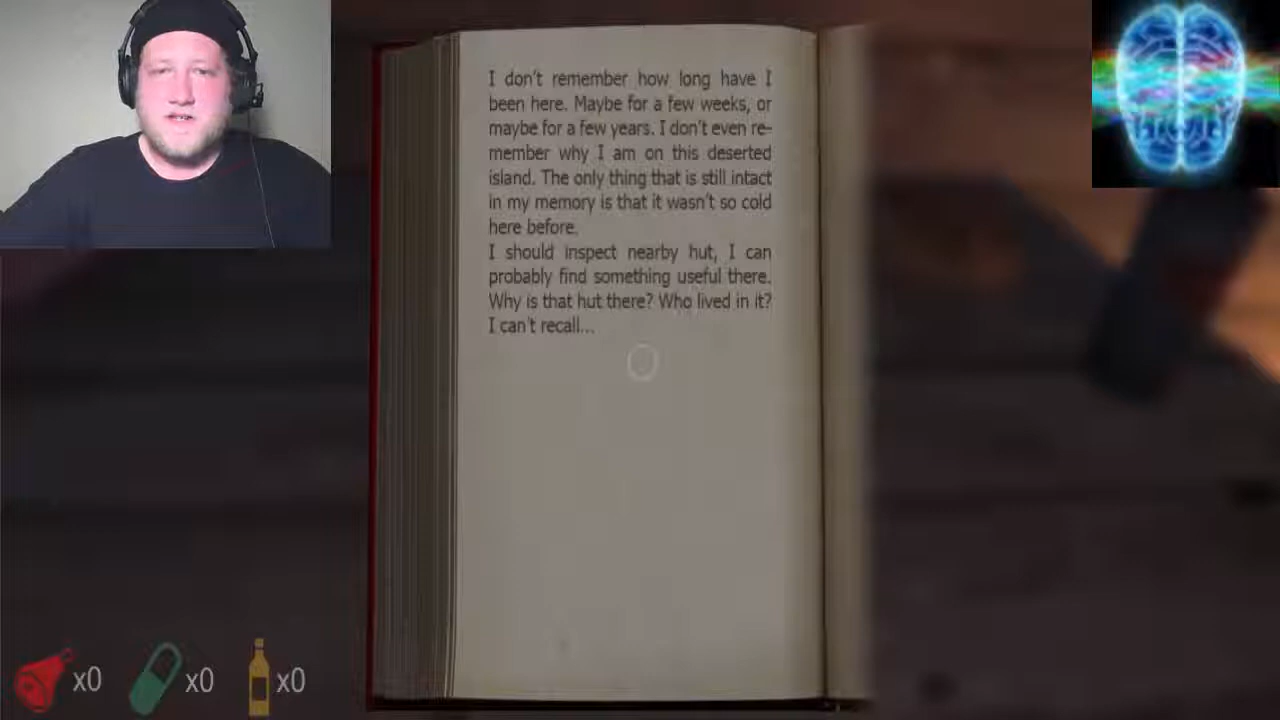 I don't remember how long have I
been here. Maybe for a few weeks, or
maybe for a few years. I don't even re-
member why I am on this deserted
island. The only thing that is still intact
in my memory is that it wasn't so cold
here before.
I should inspect nearby hut, I can
probably find something useful there.
Why is that hut there? Who lived in it?
I can't recall...
x0 x0 x0